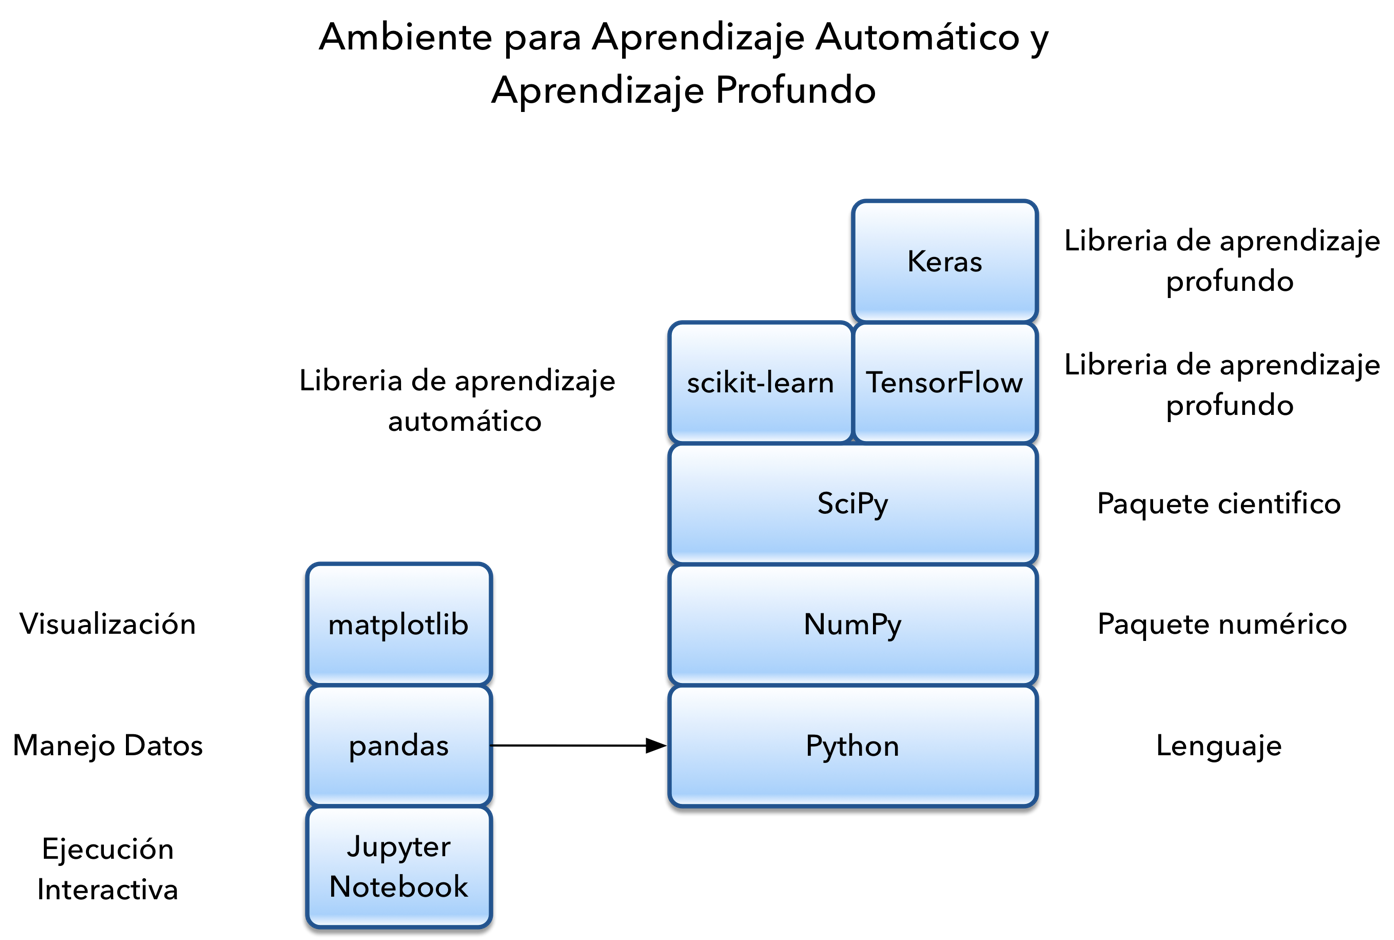 Ambiente para Aprendizaje Automático y
Aprendizaje Profundo
Keras
Libreria de aprendizaje
profundo
Libreria de aprendizaje
automático
scikit-learn
TensorFlow
Libreria de aprendizaje
profundo
SciPy
Paquete cientifico
Visualización
matplotlib
NumPy
Paquete numérico
Manejo Datos
pandas
Python
Lenguaje
Ejecución
Interactiva
Jupyter
Notebook